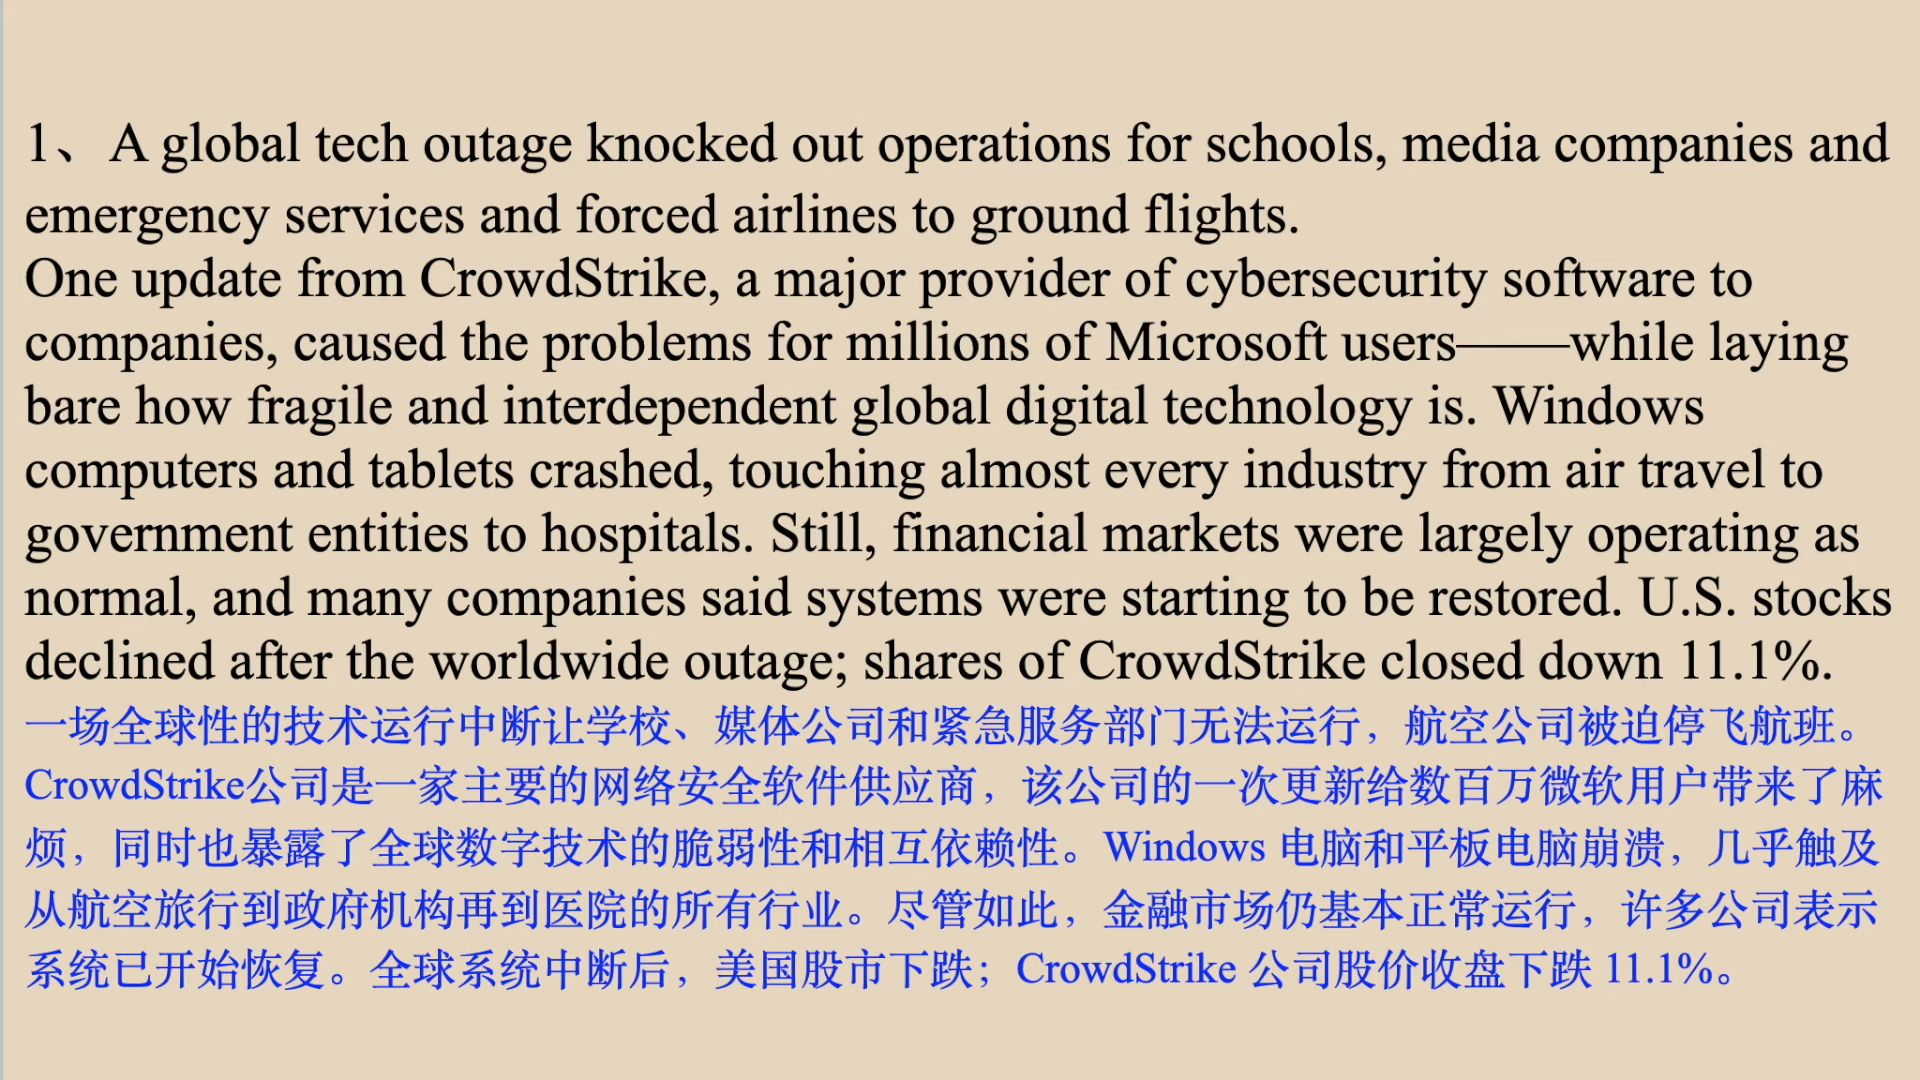 1、A global tech outage knocked out operations for schools, media companies and
emergency services and forced airlines to ground flights.
One update from CrowdStrike, a major provider of cybersecurity software to
companies, caused the problems for millions of Microsoft users——while laying
bare how fragile and interdependent global digital technology is. Windows
computers and tablets crashed, touching almost every industry from air travel to
government entities to hospitals. Still, financial markets were largely operating as
normal, and many companies said systems were starting to be restored. U.S. stocks
declined after the worldwide outage; shares of CrowdStrike closed down 11.1%.
一场全球性的技术运行中断让学校、媒体公司和紧急服务部门无法运行，航空公司被迫停飞航班。
CrowdStrike公司是一家主要的网络安全软件供应商，该公司的一次更新给数百万微软用户带来了麻
烦，同时也暴露了全球数字技术的脆弱性和相互依赖性。Windows 电脑和平板电脑崩溃，几乎触及
从航空旅行到政府机构再到医院的所有行业。尽管如此，金融市场仍基本正常运行，许多公司表示
系统已开始恢复。全球系统中断后，美国股市下跌；CrowdStrike 公司股价收盘下跌 11.1%。